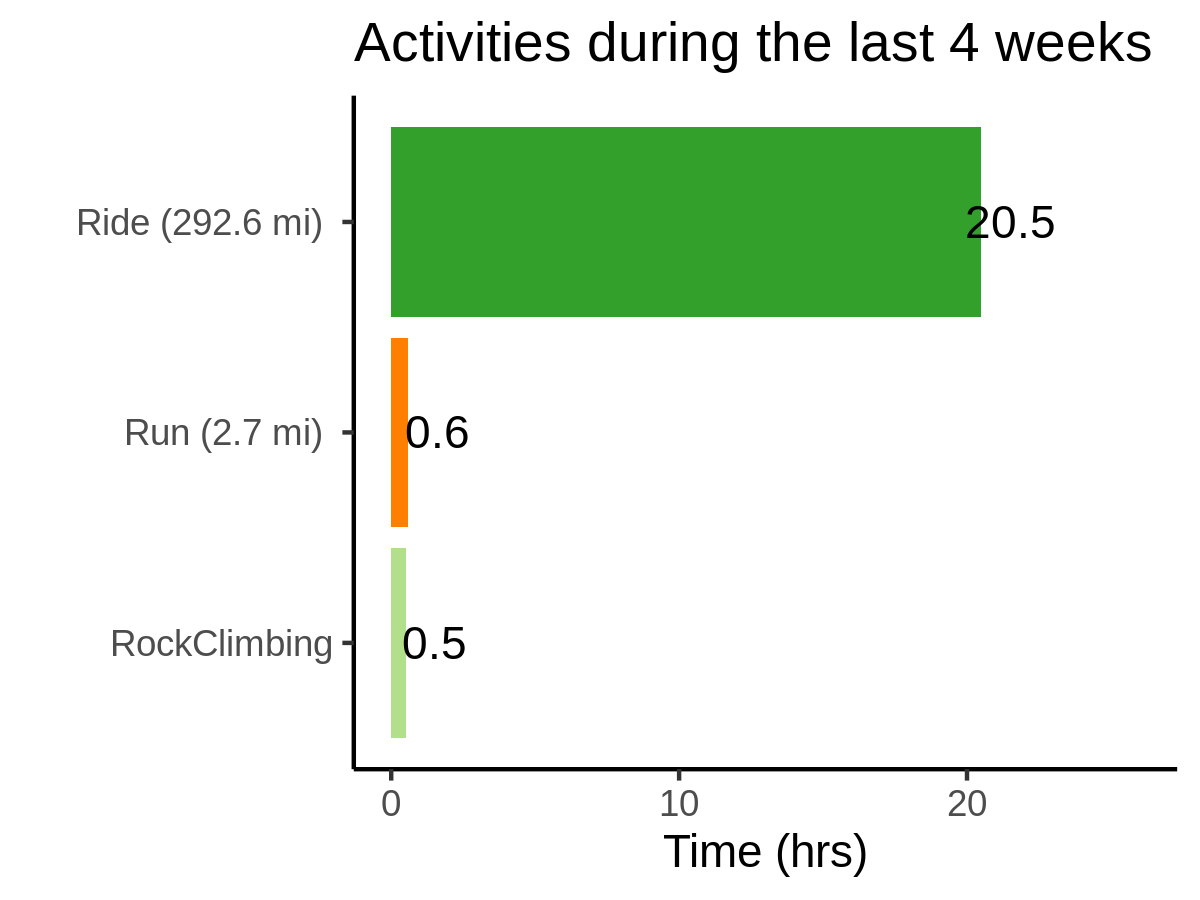 Activities during the last 4 weeks
Ride (292.6 mi)
20.5
Run (2.7 mi)
0.6
RockClimbing
0.5
0 10 20
Time (hrs)